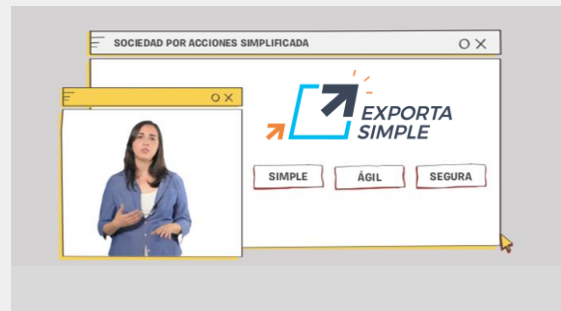 SOCIEDAD POR ACCIONES SIMPLIFICADA
EXPORTA
SIMPLE
SIMPLE
ÁGIL
SEGURA